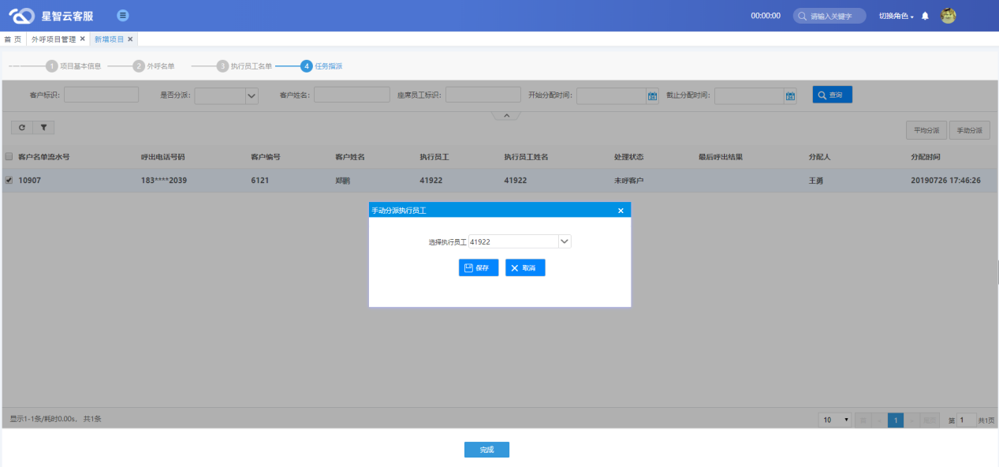 星智云客服 00:00:00 请输入关键字 切换角色
首 页 外呼项目管理 × 新增项目 ×
1 项目基本信息 2 外呼名单 3 执行员工名单 4 任务指派
客户标识: 是否分派: 客户姓名: 座席员工标识: 开始分配时间: 截止分配时间: 查询
平均分派 手动分派
客户名单流水号 呼出电话号码 客户编号 客户姓名 执行员工 执行员工姓名 处理状态 最后呼出结果 分配人 分配时间
10907 183****2039 6121 郑鹏 41922 41922 未呼客户 王勇 20190726 17:46:26
手动分派执行员工 ×
选择执行员工 41922
保存 取消
显示1-1条/耗时0.00s, 共1条 10 1 第 1 共1页
完成